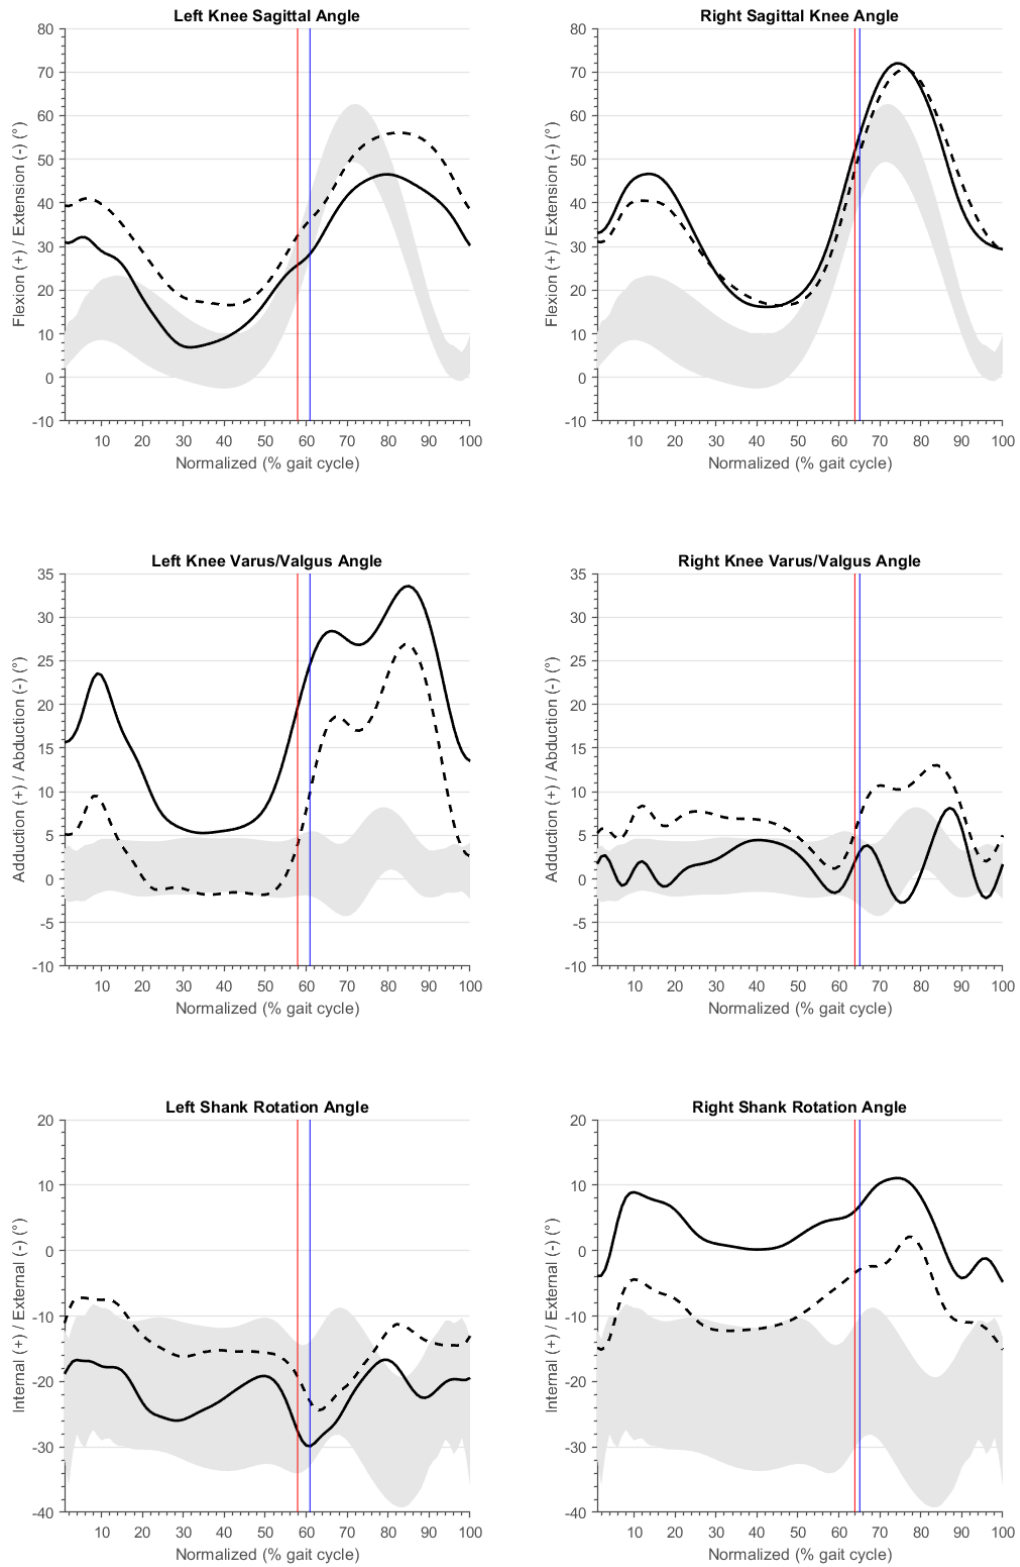 Left Knee Sagittal Angle
80
70
60
50
40
30
20
10
0
-10
Flexion (+) / Extension (-) (°)
10 20 30 40 50 60 70 80 90 100
Normalized (% gait cycle)
Right Sagittal Knee Angle
80
70
60
50
40
30
20
10
0
-10
Flexion (+) / Extension (-) (°)
10 20 30 40 50 60 70 80 90 100
Normalized (% gait cycle)
Left Knee Varus/Valgus Angle
35
30
25
20
15
10
5
0
-5
-10
Adduction (+) / Abduction (-) (°)
10 20 30 40 50 60 70 80 90 100
Normalized (% gait cycle)
Right Knee Varus/Valgus Angle
35
30
25
20
15
10
5
0
-5
-10
Adduction (+) / Abduction (-) (°)
10 20 30 40 50 60 70 80 90 100
Normalized (% gait cycle)
Left Shank Rotation Angle
20
10
0
-10
-20
-30
-40
Internal (+) / External (-) (°)
10 20 30 40 50 60 70 80 90 100
Normalized (% gait cycle)
Right Shank Rotation Angle
20
10
0
-10
-20
-30
-40
Internal (+) / External (-) (°)
10 20 30 40 50 60 70 80 90 100
Normalized (% gait cycle)